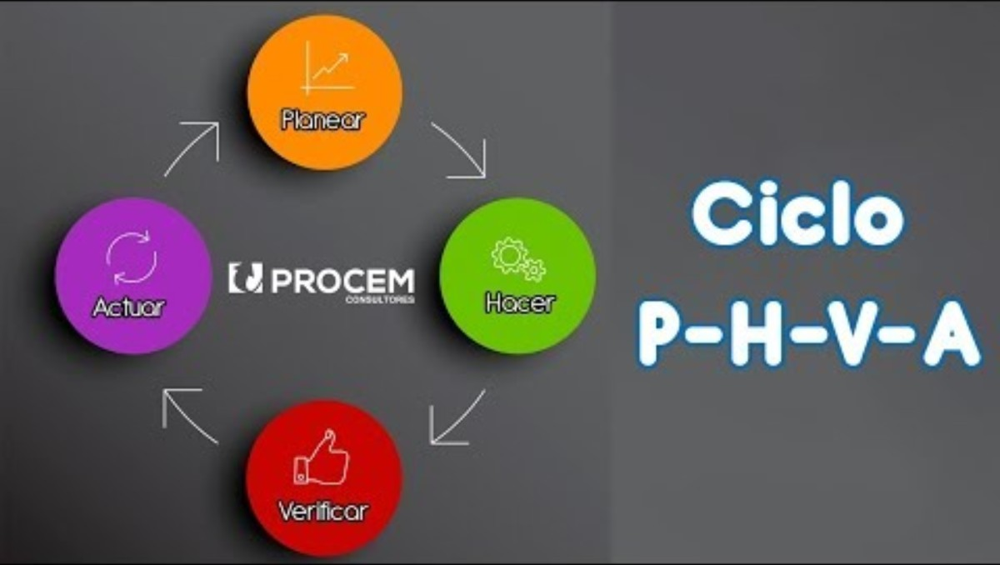 Planear
Actuar
PROCEM
CONSULTORES
Hacer
Verificar
Ciclo
P-H-V-A